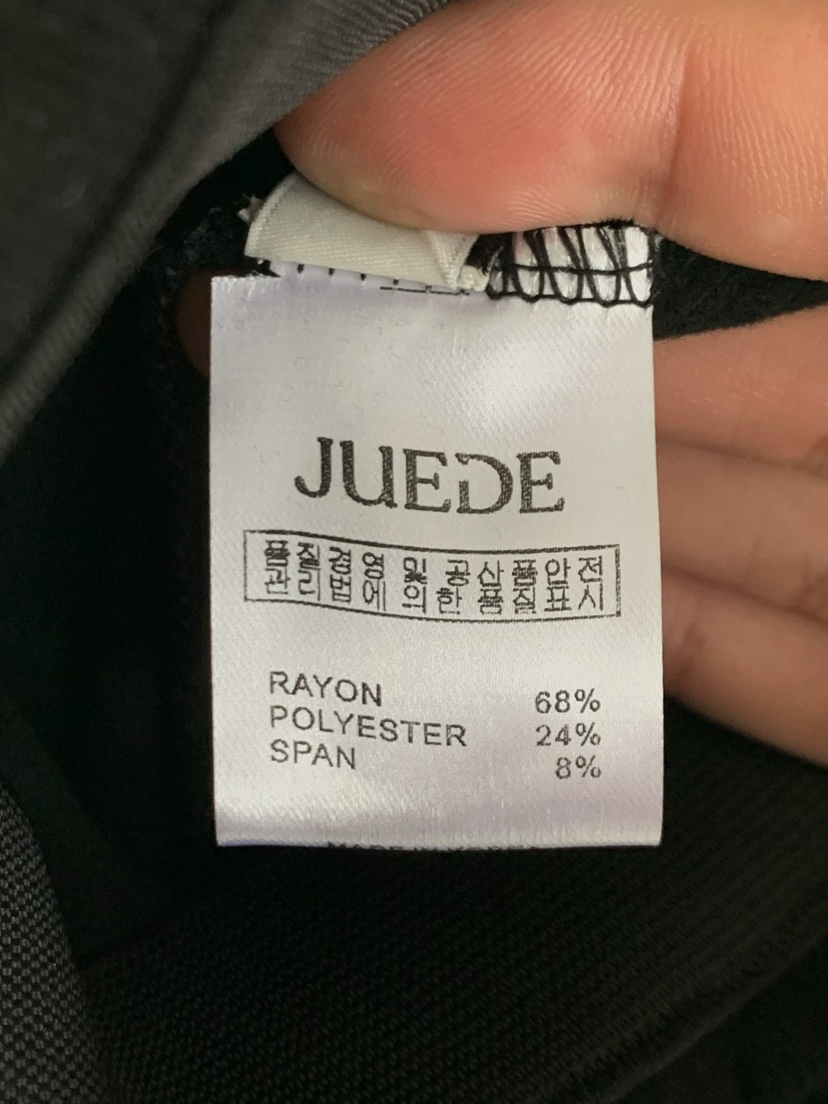 JUEDE
품질경영 및 공산품안전
관리법에 의한 품질표시
RAYON 68%
POLYESTER 24%
SPAN 8%